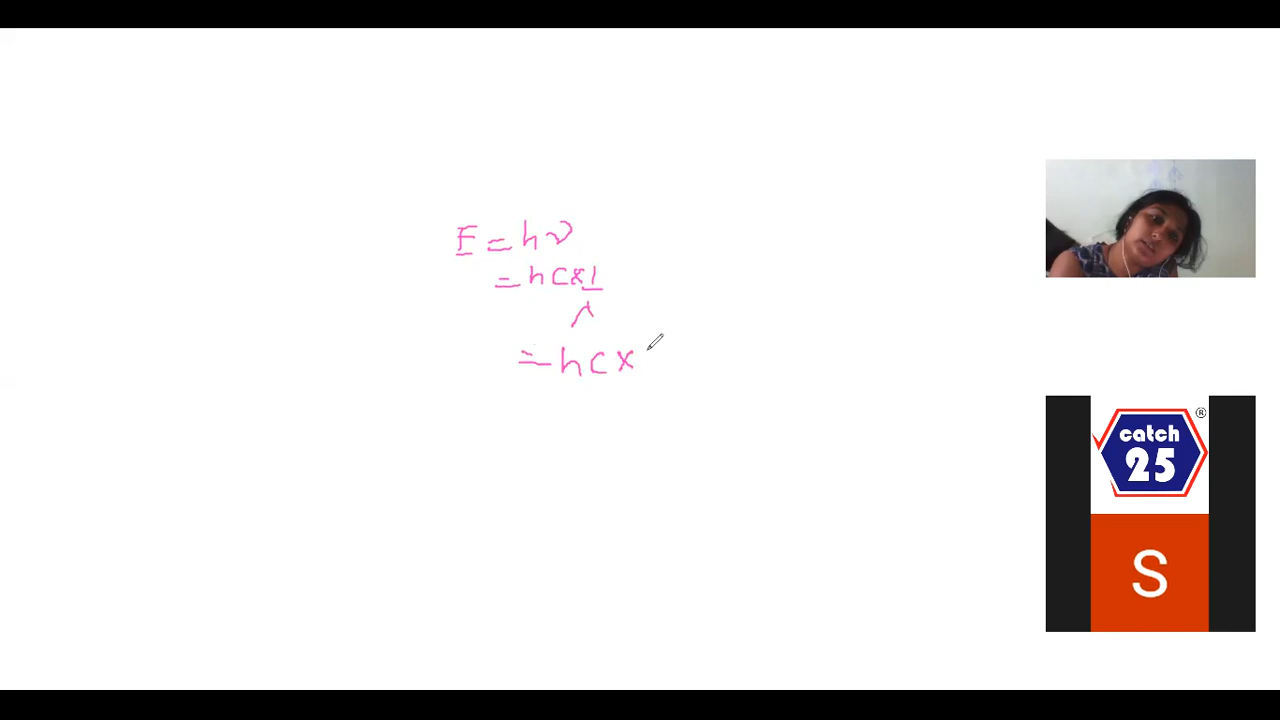 E = hν
= hc x 1
λ
= hc x
catch
25
®
S